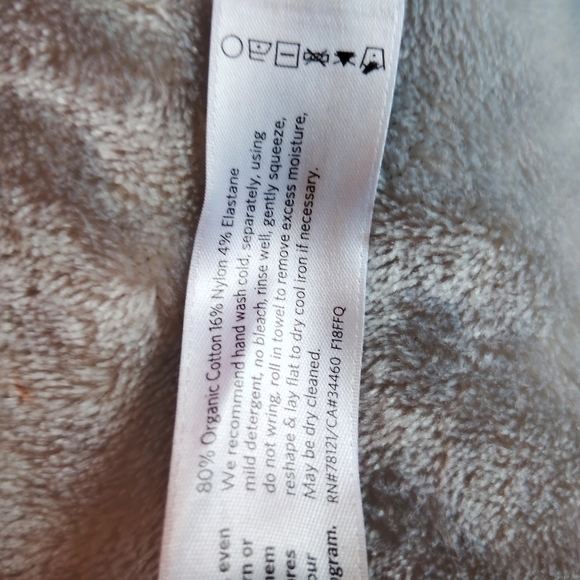 80% Organic Cotton 16% Nylon 4% Elastane
We recommend hand wash cold, separately, using
mild detergent, no bleach, rinse well, gently squeeze,
do not wring, roll in towel to remove excess moisture,
reshape & lay flat to dry cool iron if necessary.
May be dry cleaned.
RN#78121/CA#34460 F18FFQ
even
rn or
hem
res
our
gram.